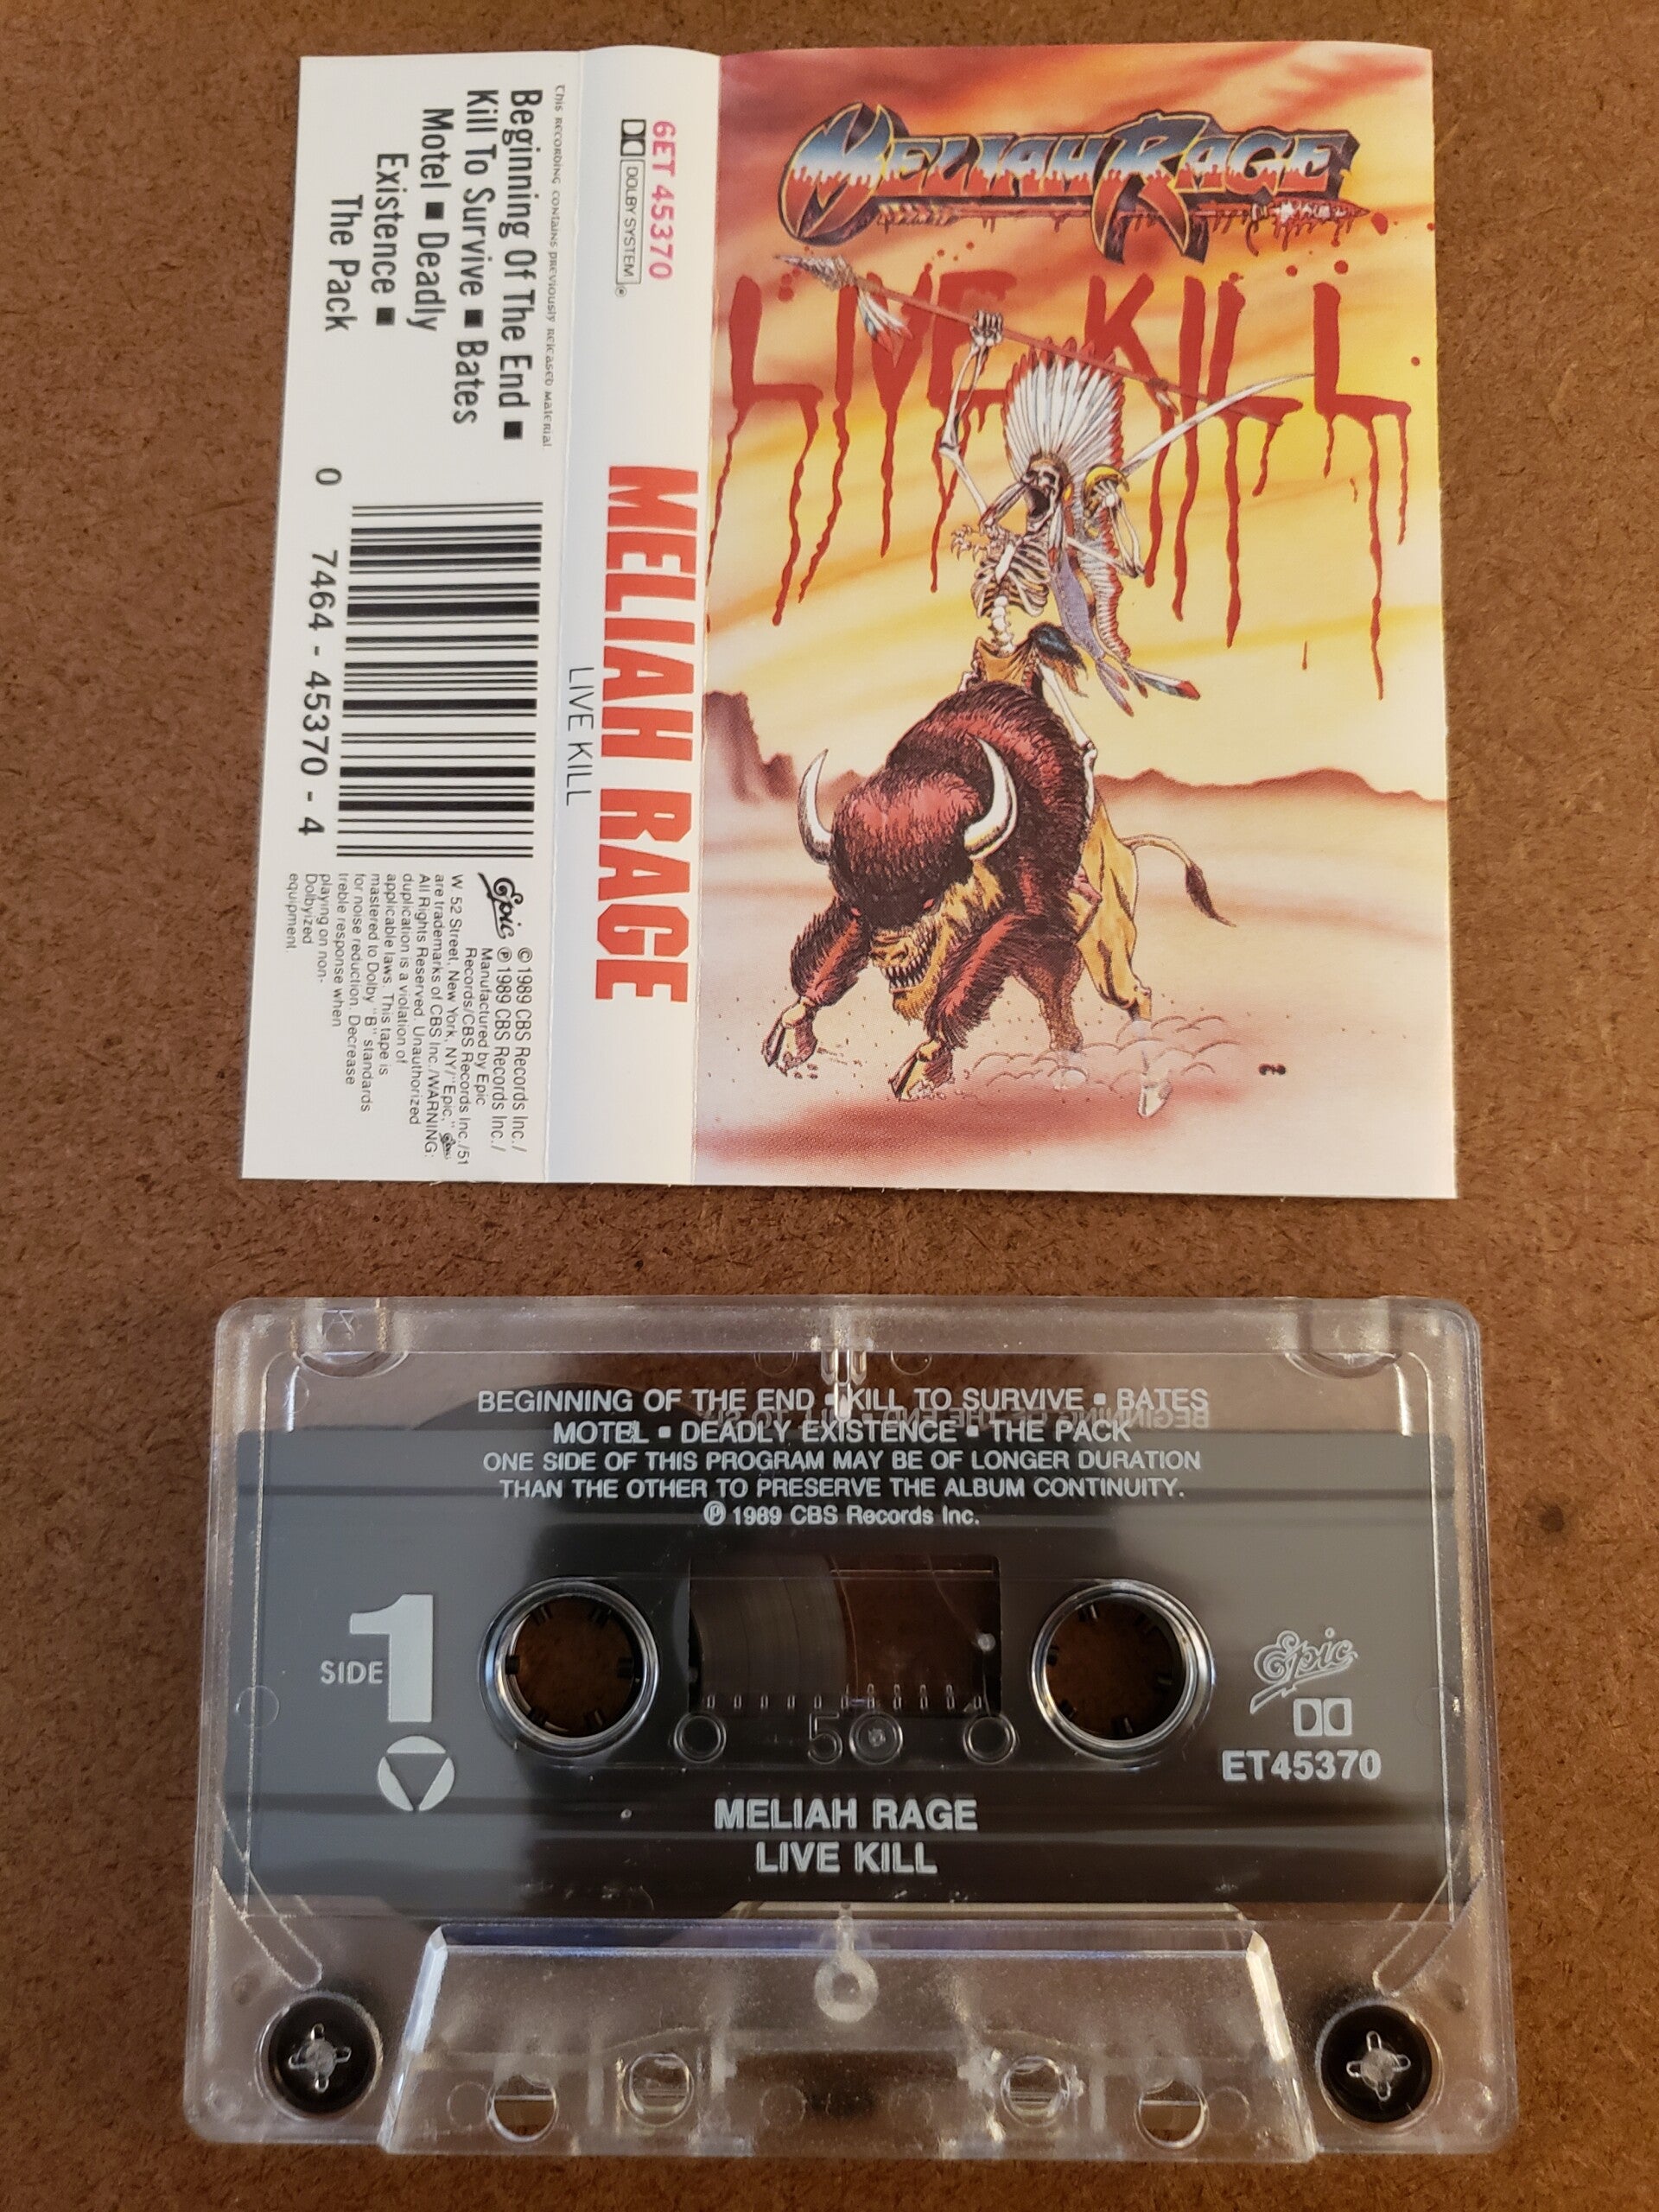 This recording contains previously released material
Beginning Of The End ■
Kill To Survive ■ Bates
Motel ■ Deadly
Existence ■
The Pack
0 7464-45370-4
© 1989 CBS Records Inc./
Epic ℗ 1989 CBS Records Inc./
Manufactured by Epic
Records/CBS Records Inc./51
W 52 Street, New York, NY/"Epic," Epic
are trademarks of CBS Inc./WARNING:
All Rights Reserved. Unauthorized
duplication is a violation of
applicable laws. This tape is
mastered to Dolby "B" standards
for noise reduction. Decrease
treble response when
playing on non-
Dolbyized
equipment.
6ET 45370
DOLBY SYSTEM ®
MELIAH RAGE
LIVE KILL
MELIAH RAGE
LIVE KILL
BEGINNING OF THE END ▪ KILL TO SURVIVE ▪ BATES
MOTEL ▪ DEADLY EXISTENCE ▪ THE PACK
ONE SIDE OF THIS PROGRAM MAY BE OF LONGER DURATION
THAN THE OTHER TO PRESERVE THE ALBUM CONTINUITY.
℗ 1989 CBS Records Inc.
SIDE 1
50
Epic
ET45370
MELIAH RAGE
LIVE KILL